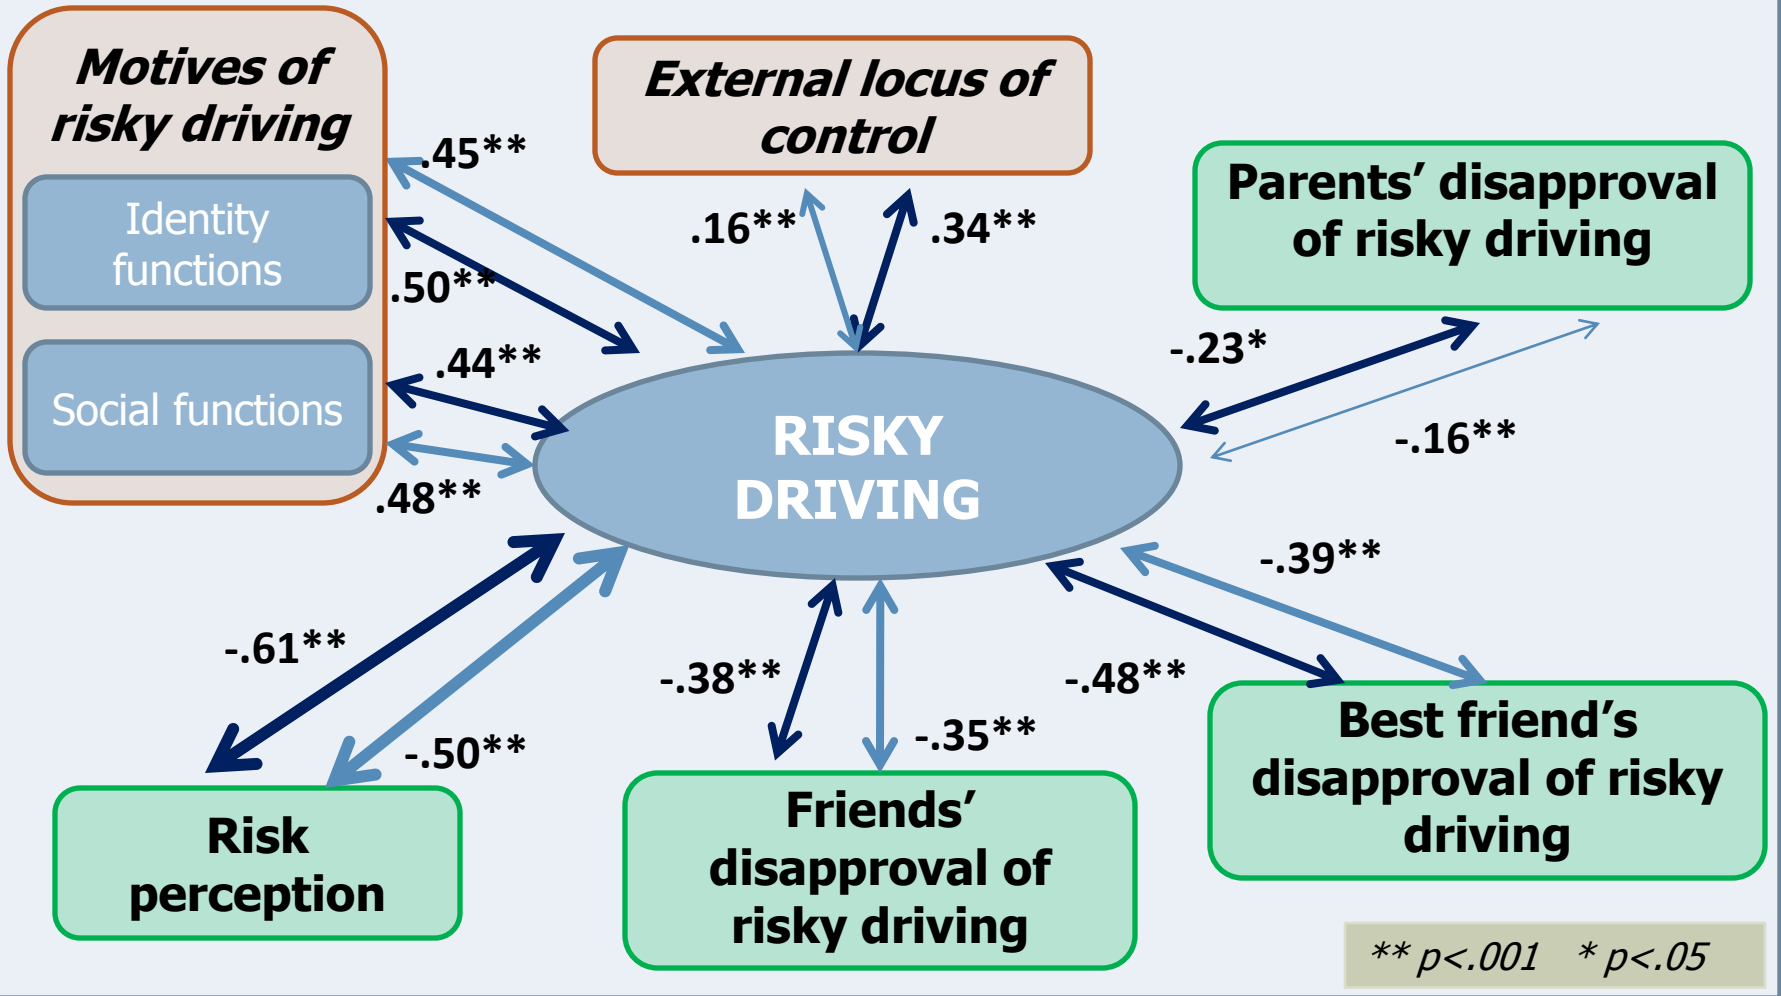 Motives of
risky driving
Identity
functions
Social functions
.45**
.50**
.44**
.48**
External locus of
control
.16**
.34**
Parents’ disapproval
of risky driving
-.23*
-.16**
RISKY
DRIVING
-.61**
-.50**
-.38**
-.35**
-.48**
-.39**
Risk
perception
Friends’
disapproval of
risky driving
Best friend’s
disapproval of risky
driving
** p<.001 * p<.05